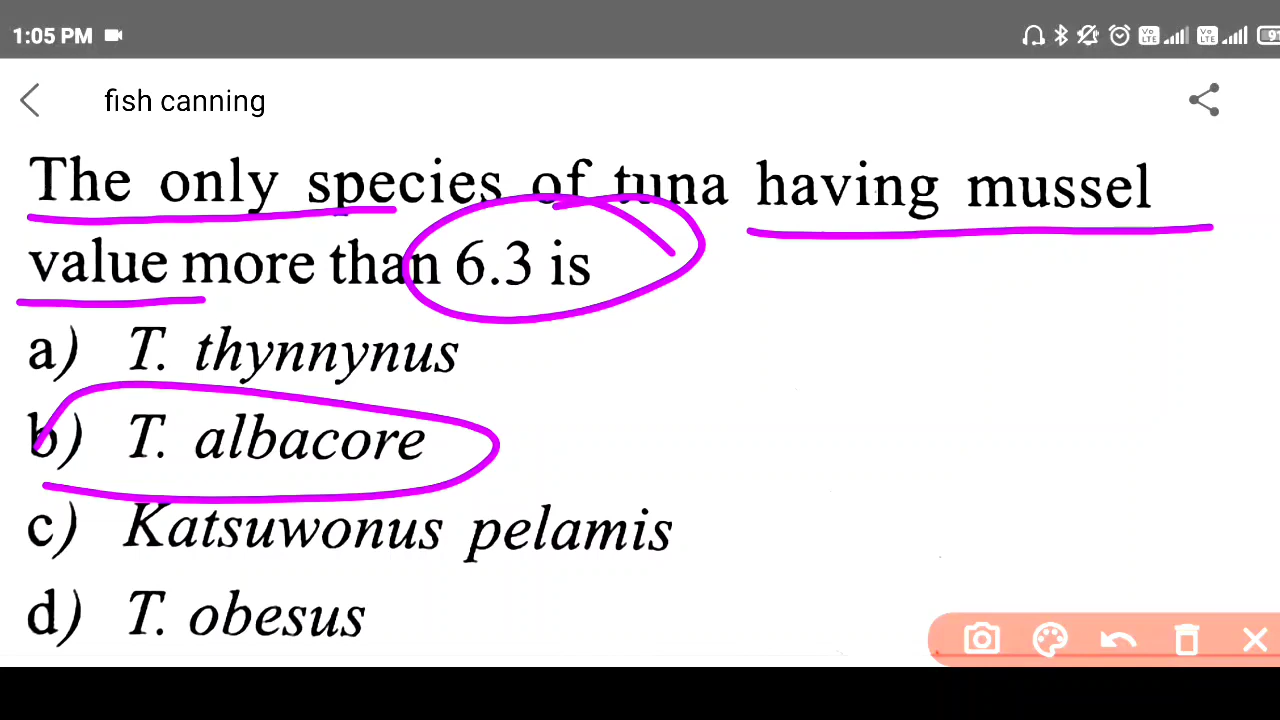 1:05 PM
fish canning
The only species of tuna having mussel
value more than 6.3 is
a) T. thynnynus
b) T. albacore
c) Katsuwonus pelamis
d) T. obesus